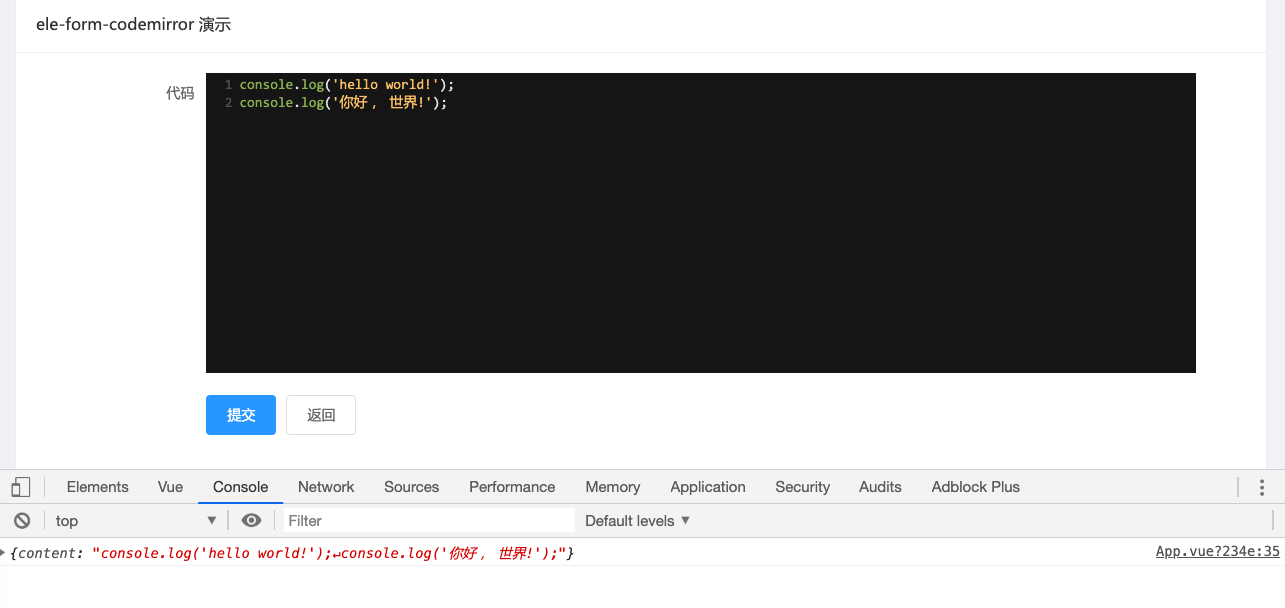 ele-form-codemirror 演示
代码
1 console.log('hello world!');
2 console.log('你好，世界!');
提交 返回
Elements Vue Console Network Sources Performance Memory Application Security Audits Adblock Plus
top ▼ Filter Default levels ▼
{content: "console.log('hello world!');↵console.log('你好，世界!');"} App.vue?234e:35